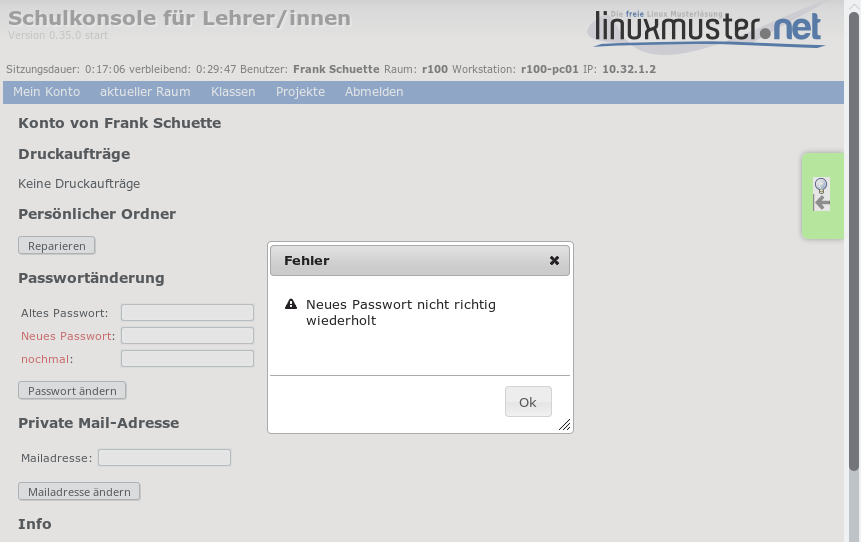 Schulkonsole für Lehrer/innen
Version 0.35.0 start
Die freie Linux Musterlösung
linuxmuster.net
Sitzungsdauer: 0:17:06 verbleibend: 0:29:47 Benutzer: Frank Schuette Raum: r100 Workstation: r100-pc01 IP: 10.32.1.2
Mein Konto aktueller Raum Klassen Projekte Abmelden
Konto von Frank Schuette
Druckaufträge
Keine Druckaufträge
Persönlicher Ordner
Reparieren
Passwortänderung
Altes Passwort:
Neues Passwort:
nochmal:
Passwort ändern
Private Mail-Adresse
Mailadresse:
Mailadresse ändern
Info
Fehler
Neues Passwort nicht richtig
wiederholt
Ok